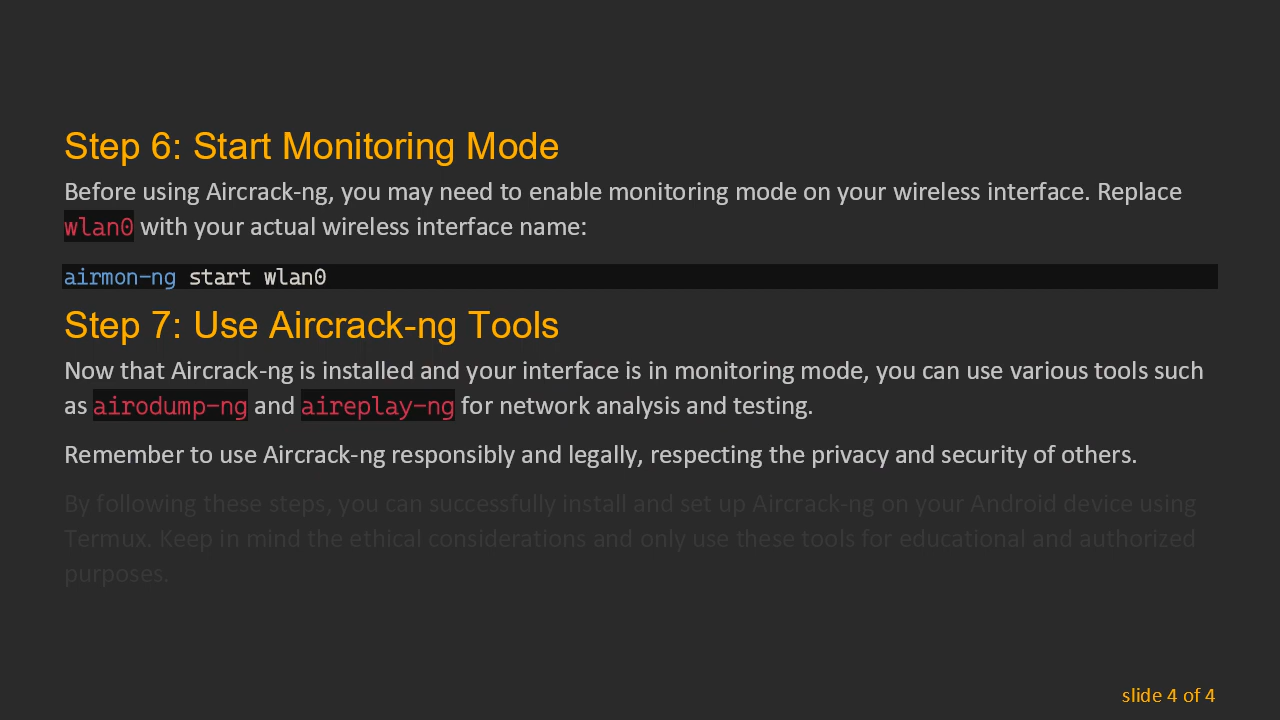 Step 6: Start Monitoring Mode
Before using Aircrack-ng, you may need to enable monitoring mode on your wireless interface. Replace
wlan0 with your actual wireless interface name:
airmon-ng start wlan0
Step 7: Use Aircrack-ng Tools
Now that Aircrack-ng is installed and your interface is in monitoring mode, you can use various tools such
as airodump-ng and aireplay-ng for network analysis and testing.
Remember to use Aircrack-ng responsibly and legally, respecting the privacy and security of others.
By following these steps, you can successfully install and set up Aircrack-ng on your Android device using
Termux. Keep in mind the ethical considerations and only use these tools for educational and authorized
purposes.
slide 4 of 4